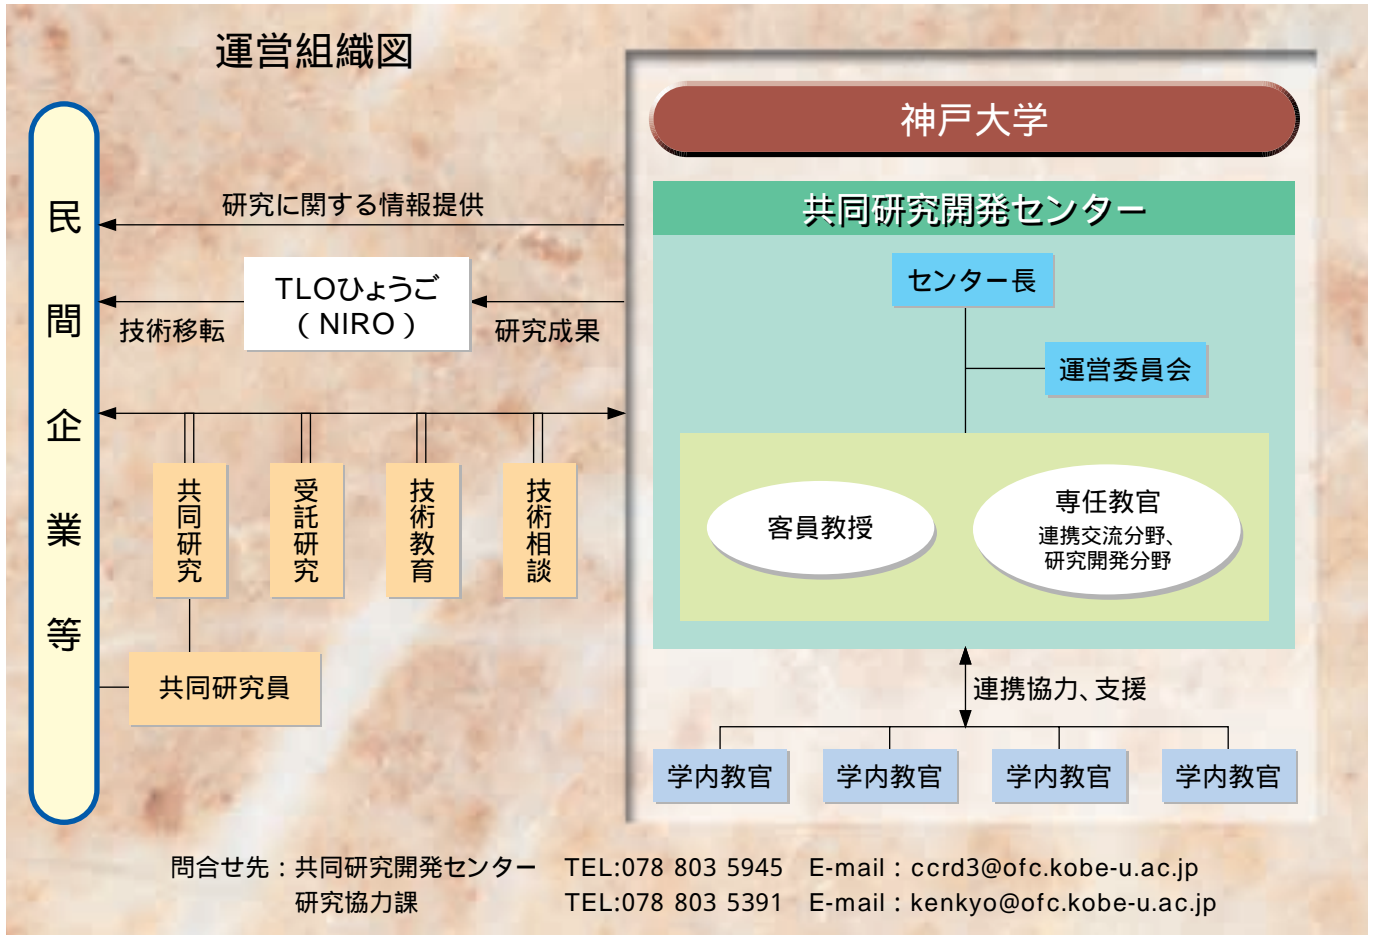 運営組織図
神戸大学
共同研究開発センター
センター長
運営委員会
客員教授
専任教官
連携交流分野、
研究開発分野
連携協力、支援
学内教官
学内教官
学内教官
学内教官
民間企業等
研究に関する情報提供
TLOひょうご
( NIRO )
技術移転
研究成果
共同研究
受託研究
技術教育
技術相談
共同研究員
問合せ先：共同研究開発センター TEL:078 803 5945 E-mail : ccrd3@ofc.kobe-u.ac.jp
研究協力課 TEL:078 803 5391 E-mail : kenkyo@ofc.kobe-u.ac.jp